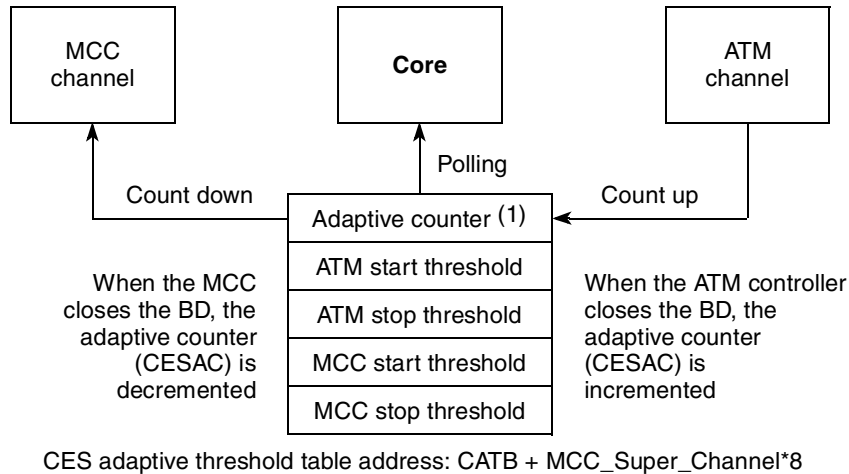 MCC
channel
Core
ATM
channel
Polling
Count down
Count up
Adaptive counter (1)
ATM start threshold
ATM stop threshold
MCC start threshold
MCC stop threshold
When the MCC
closes the BD, the
adaptive counter
(CESAC) is
decremented
When the ATM controller
closes the BD, the
adaptive counter
(CESAC) is
incremented
CES adaptive threshold table address: CATB + MCC_Super_Channel*8